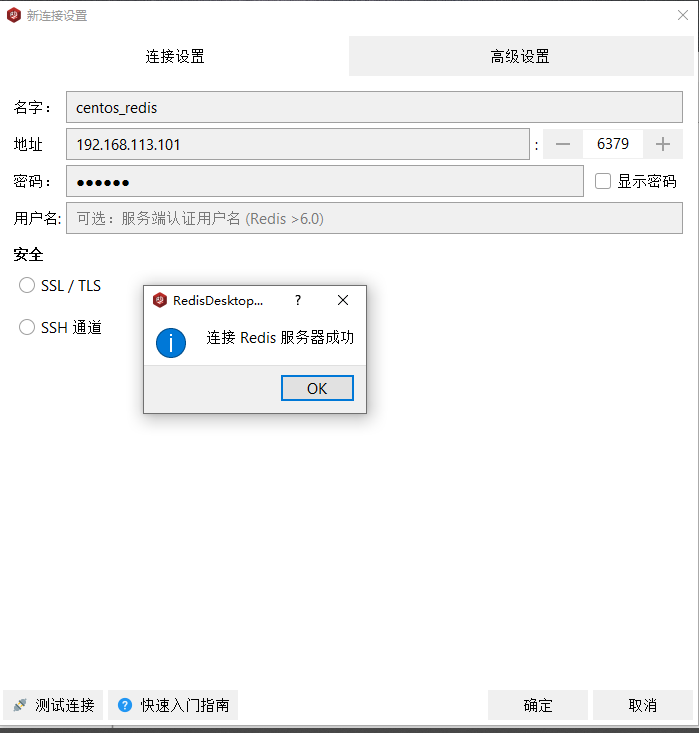 新连接设置
连接设置 高级设置
名字： centos_redis
地址 192.168.113.101 : 6379
密码： ●●●●●● 显示密码
用户名: 可选：服务端认证用户名 (Redis >6.0)
安全
SSL / TLS
SSH 通道
RedisDesktop... ?
连接 Redis 服务器成功
OK
测试连接 快速入门指南 确定 取消